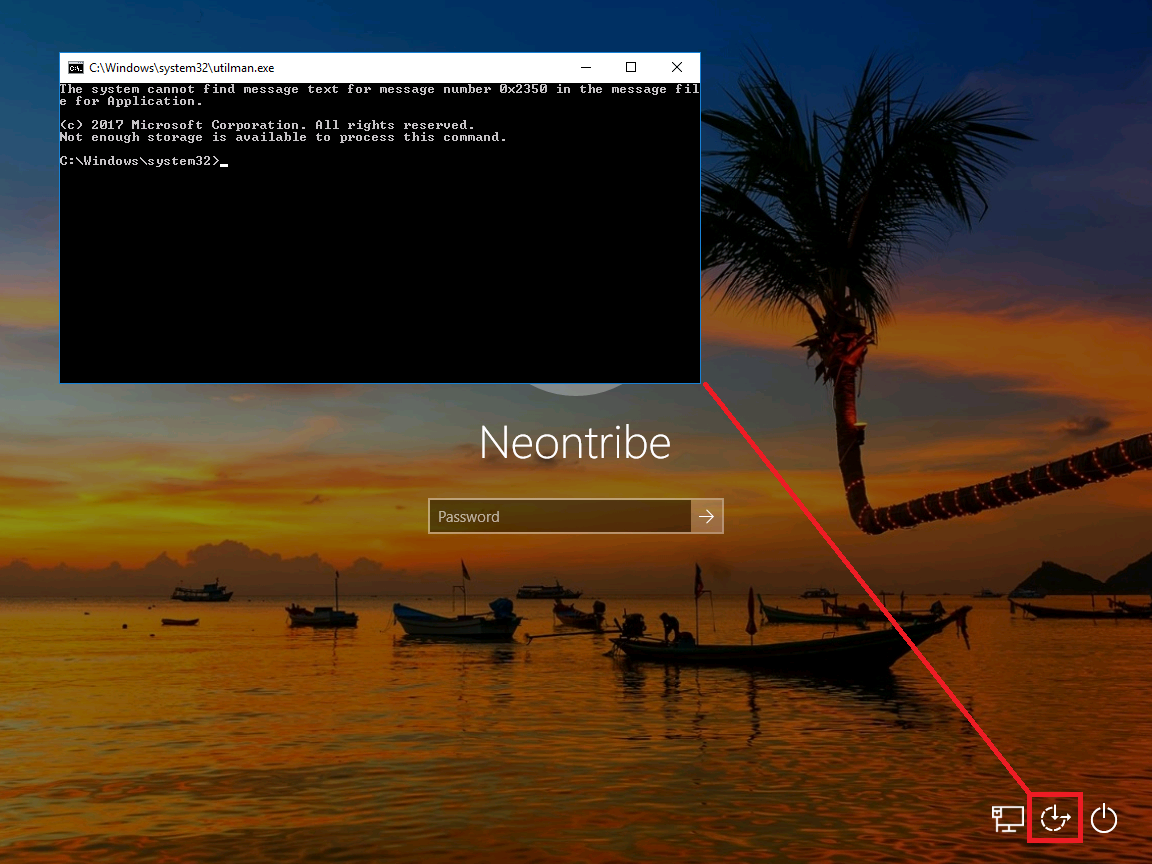 C:\Windows\system32\utilman.exe
The system cannot find message text for message number 0x2350 in the message fil
e for Application.
(c) 2017 Microsoft Corporation. All rights reserved.
Not enough storage is available to process this command.
C:\Windows\system32>
Neontribe
Password